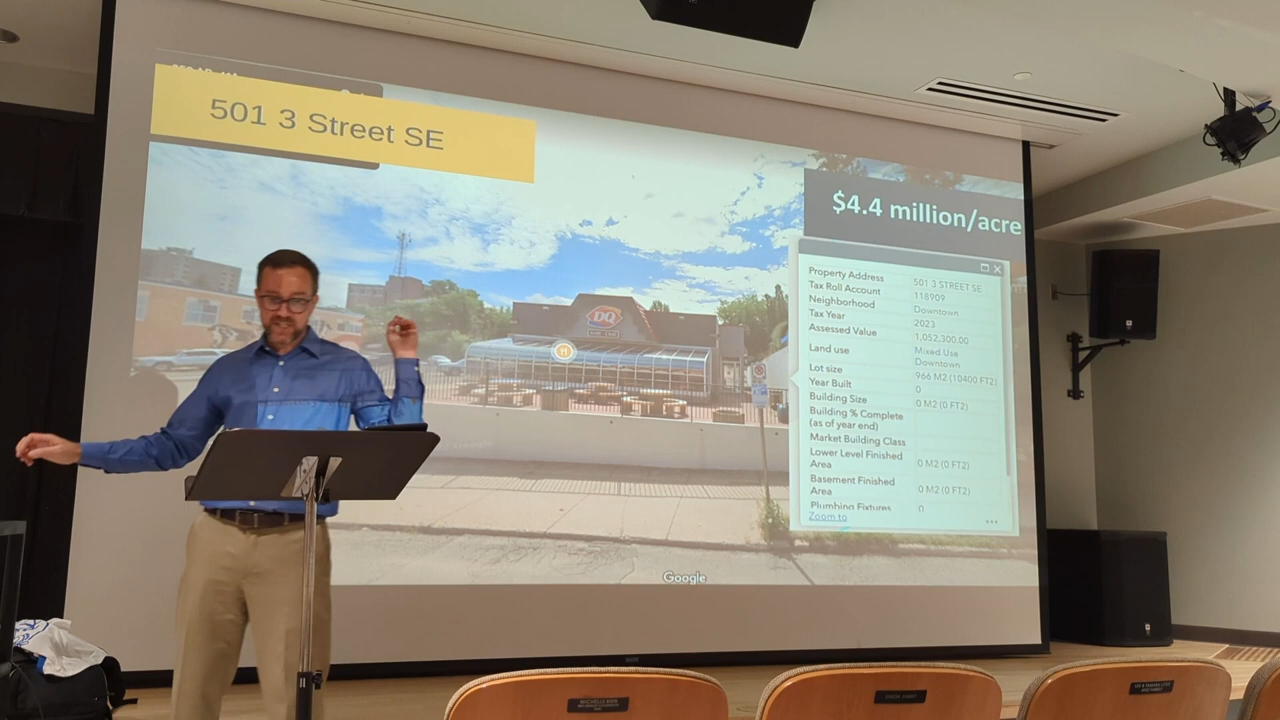 501 3 Street SE
$4.4 million/acre
Property Address 501 3 STREET SE
Tax Roll Account 118909
Neighborhood Downtown
Tax Year 2023
Assessed Value 1,052,300.00
Land use Mixed Use
Downtown
Lot size 966 M2 (10400 FT2)
Year Built 0
Building Size 0 M2 (0 FT2)
Building % Complete
(as of year end)
Market Building Class
Lower Level Finished 0 M2 (0 FT2)
Area
Basement Finished 0 M2 (0 FT2)
Area
Plumbing Fixtures 0
Zoom to
DQ
Google